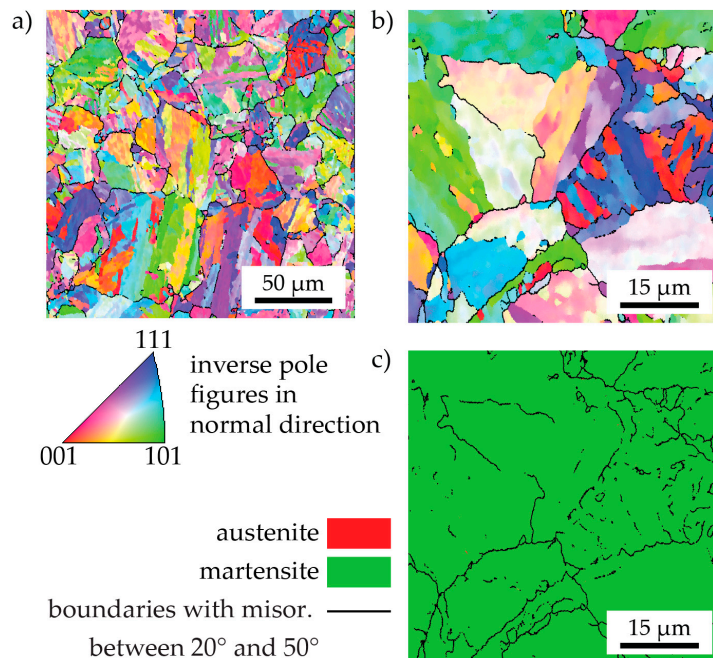 a)
b)
50 µm
15 µm
111
inverse pole
figures in
normal direction
001
101
c)
austenite
martensite
boundaries with misor.
between 20° and 50°
15 µm